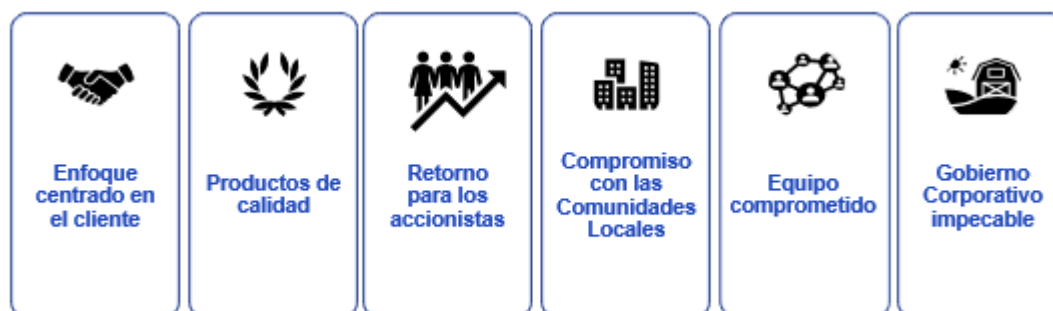 Enfoque
centrado en
el cliente
Productos de
calidad
Retorno
para los
accionistas
Compromiso
con las
Comunidades
Locales
Equipo
comprometido
Gobierno
Corporativo
impecable